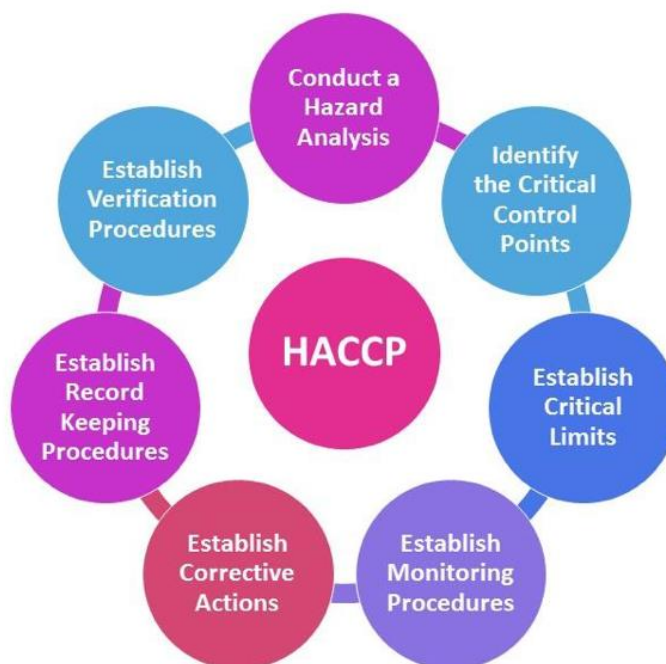 Conduct a
Hazard
Analysis
Identify
the Critical
Control
Points
Establish
Critical
Limits
Establish
Monitoring
Procedures
Establish
Corrective
Actions
Establish
Record
Keeping
Procedures
Establish
Verification
Procedures
HACCP